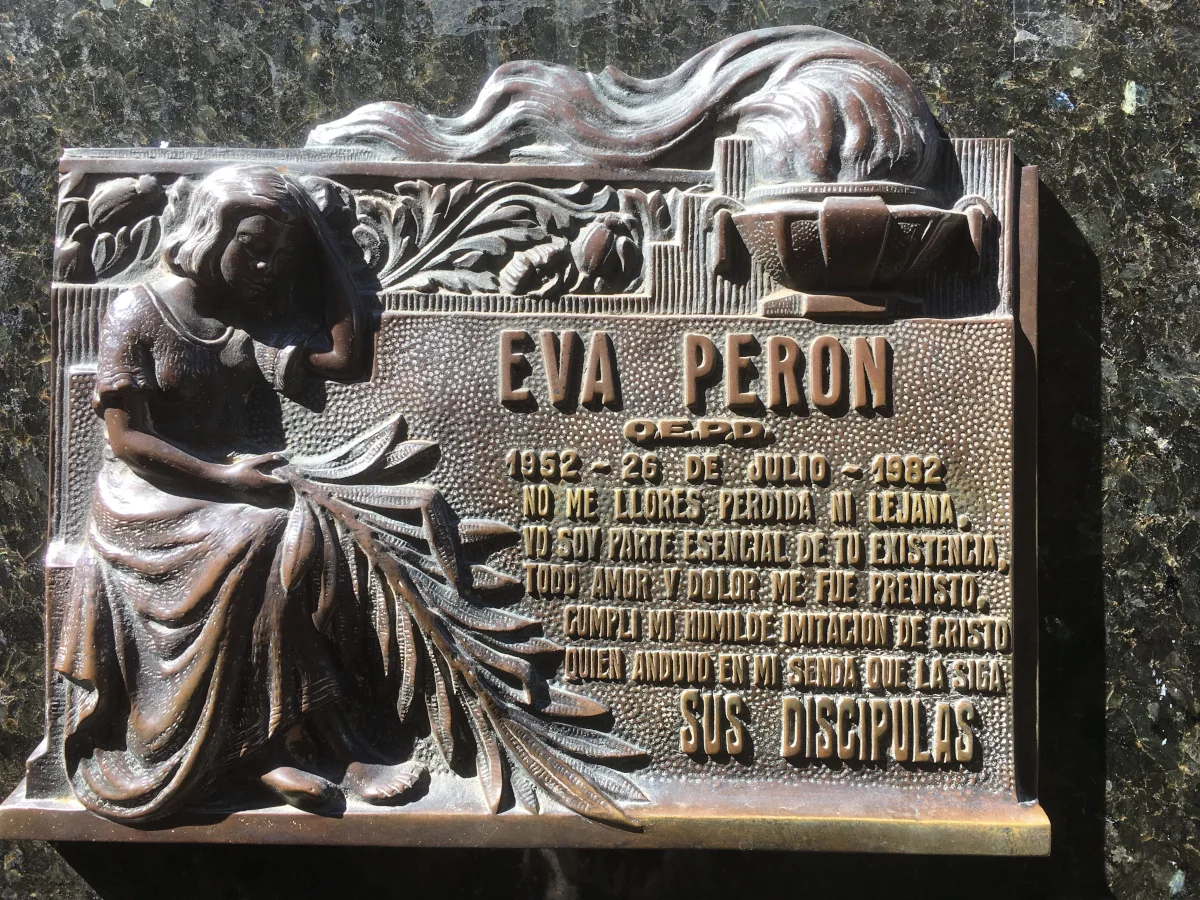 EVA PERON
Q.E.P.D.
1952 - 26 DE JULIO - 1982
NO ME LLORES PERDIDA NI LEJANA.
YO SOY PARTE ESENCIAL DE TU EXISTENCIA,
TODO AMOR Y DOLOR ME FUE PREVISTO.
CUMPLI MI HUMILDE IMITACION DE CRISTO
QUIEN ANDUVO EN MI SENDA QUE LA SIGA
SUS DISCIPULAS